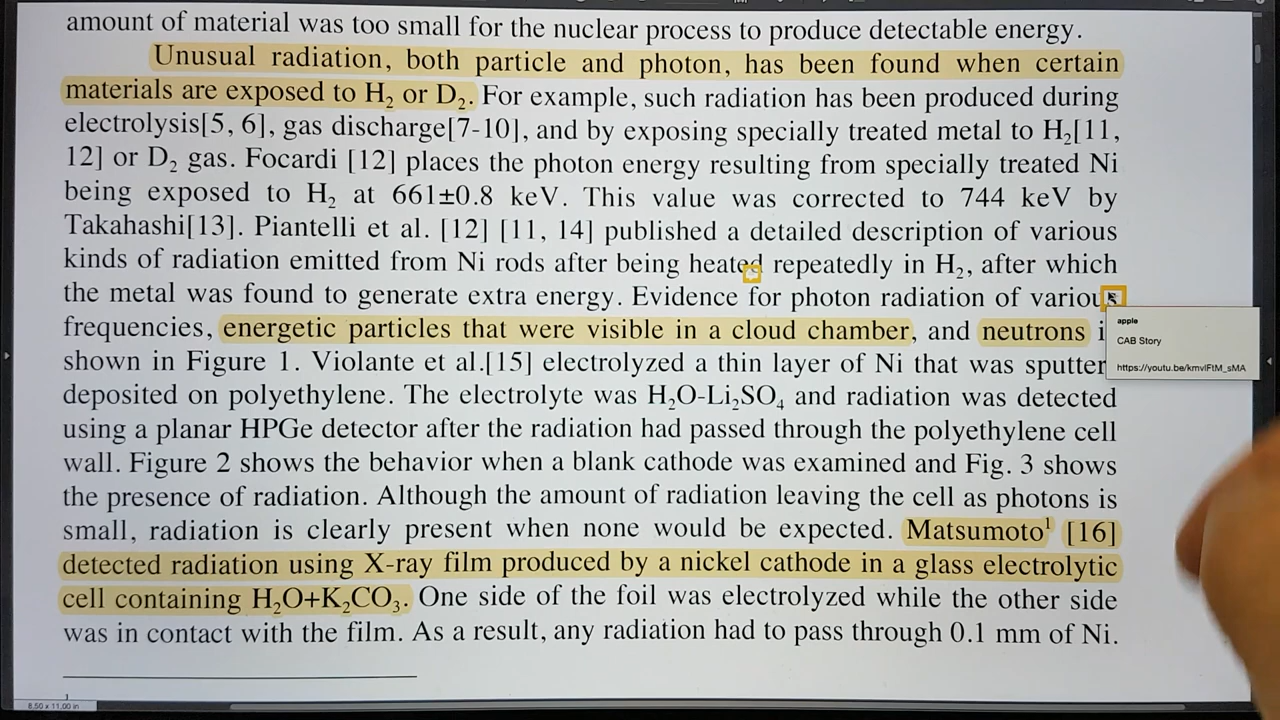 amount of material was too small for the nuclear process to produce detectable energy.
Unusual radiation, both particle and photon, has been found when certain
materials are exposed to H₂ or D₂. For example, such radiation has been produced during
electrolysis[5, 6], gas discharge[7-10], and by exposing specially treated metal to H₂[11,
12] or D₂ gas. Focardi [12] places the photon energy resulting from specially treated Ni
being exposed to H₂ at 661±0.8 keV. This value was corrected to 744 keV by
Takahashi[13]. Piantelli et al. [12] [11, 14] published a detailed description of various
kinds of radiation emitted from Ni rods after being heated repeatedly in H₂, after which
the metal was found to generate extra energy. Evidence for photon radiation of various
frequencies, energetic particles that were visible in a cloud chamber, and neutrons
apple
shown in Figure 1. Violante et al.[15] electrolyzed a thin layer of Ni that was sputter
CAB Story
https://youtu.be/kmvlFtM_sMA
deposited on polyethylene. The electrolyte was H₂O-Li₂SO₄ and radiation was detected
using a planar HPGe detector after the radiation had passed through the polyethylene cell
wall. Figure 2 shows the behavior when a blank cathode was examined and Fig. 3 shows
the presence of radiation. Although the amount of radiation leaving the cell as photons is
small, radiation is clearly present when none would be expected. Matsumoto¹ [16]
detected radiation using X-ray film produced by a nickel cathode in a glass electrolytic
cell containing H₂O+K₂CO₃. One side of the foil was electrolyzed while the other side
was in contact with the film. As a result, any radiation had to pass through 0.1 mm of Ni.
1
8.50 x 11.00 in